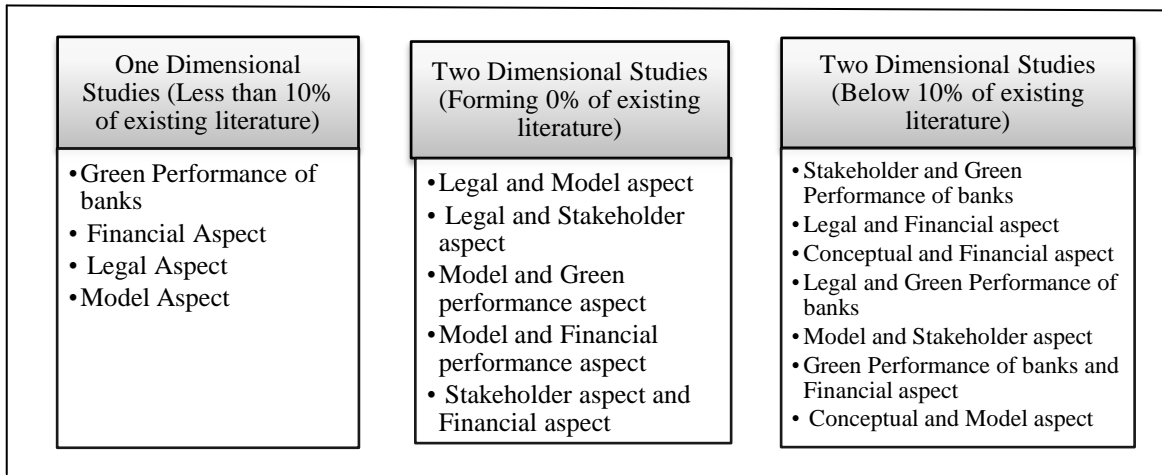 One Dimensional
Studies (Less than 10%
of existing literature)
•Green Performance of
banks
• Financial Aspect
• Legal Aspect
•Model Aspect
Two Dimensional Studies
(Forming 0% of existing
literature)
•Legal and Model aspect
• Legal and Stakeholder
aspect
•Model and Green
performance aspect
•Model and Financial
performance aspect
• Stakeholder aspect and
Financial aspect
Two Dimensional Studies
(Below 10% of existing
literature)
•Stakeholder and Green
Performance of banks
•Legal and Financial aspect
•Conceptual and Financial aspect
•Legal and Green Performance of
banks
•Model and Stakeholder aspect
•Green Performance of banks and
Financial aspect
• Conceptual and Model aspect